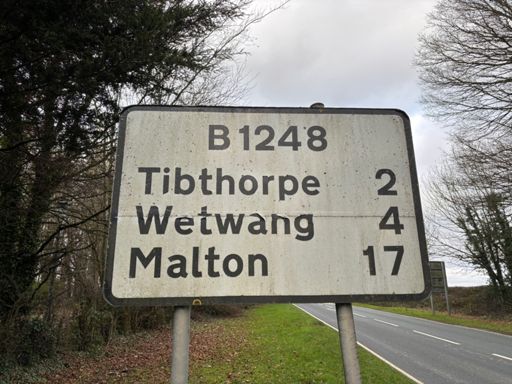 B 1248
Tibthorpe 2
Wetwang 4
Malton 17